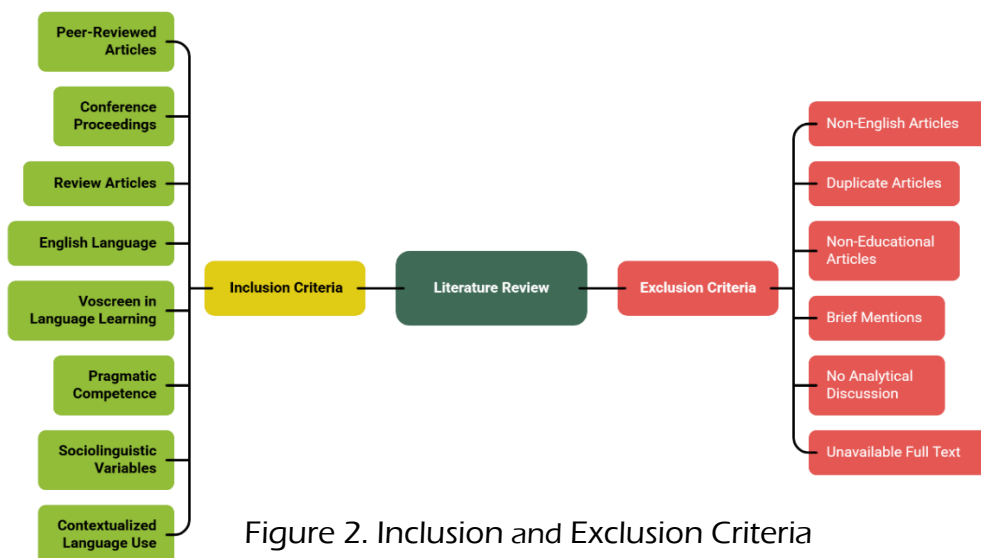 Peer-Reviewed
Articles
Conference
Proceedings
Review Articles
English Language
Voscreen in
Language Learning
Pragmatic
Competence
Sociolinguistic
Variables
Contextualized
Language Use
Inclusion Criteria
Literature Review
Exclusion Criteria
Non-English Articles
Duplicate Articles
Non-Educational
Articles
Brief Mentions
No Analytical
Discussion
Unavailable Full Text
Figure 2. Inclusion and Exclusion Criteria